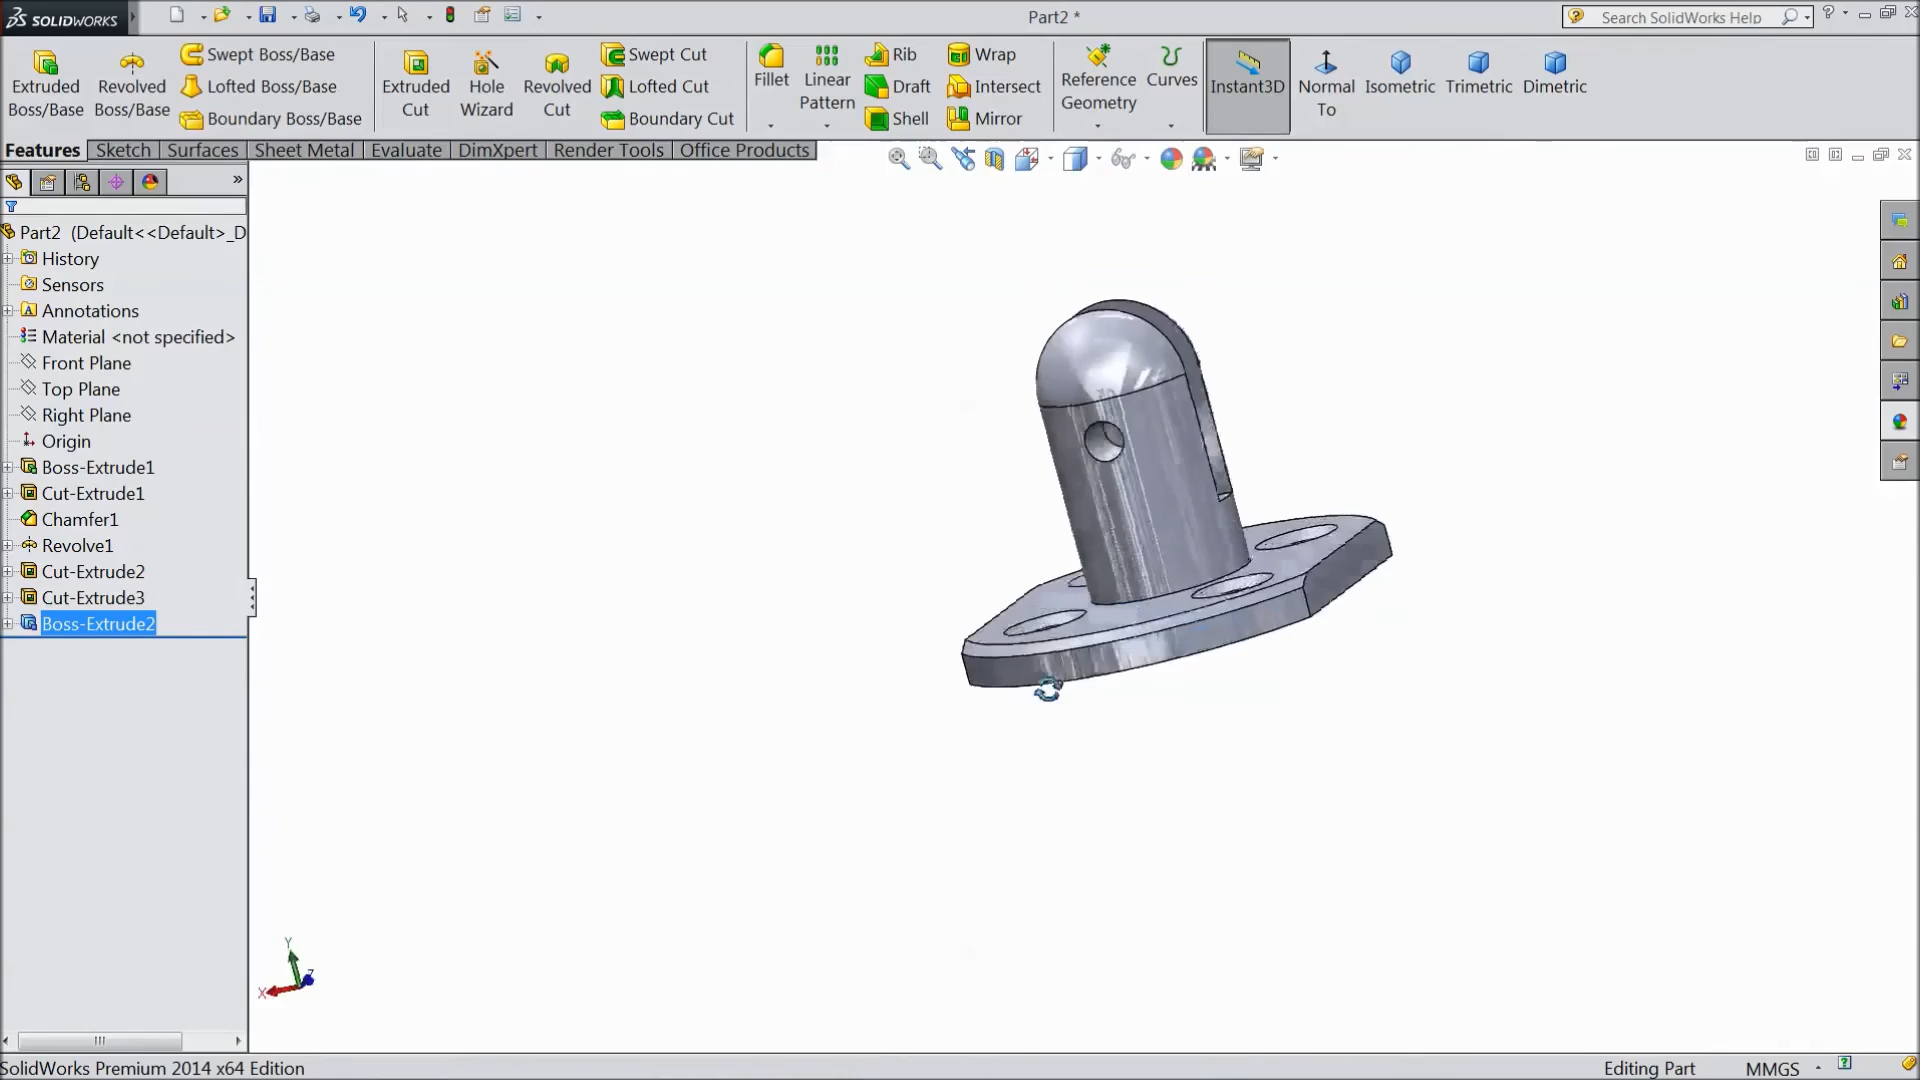 SOLIDWORKS
Part2 *
Search SolidWorks Help
Extruded Boss/Base
Revolved Boss/Base
Swept Boss/Base
Lofted Boss/Base
Boundary Boss/Base
Extruded Cut
Hole Wizard
Revolved Cut
Swept Cut
Lofted Cut
Boundary Cut
Fillet
Linear Pattern
Rib
Draft
Shell
Wrap
Intersect
Mirror
Reference Geometry
Curves
Instant3D
Normal To
Isometric
Trimetric
Dimetric
Features
Sketch
Surfaces
Sheet Metal
Evaluate
DimXpert
Render Tools
Office Products
Part2 (Default<<Default>_D
History
Sensors
Annotations
Material <not specified>
Front Plane
Top Plane
Right Plane
Origin
Boss-Extrude1
Cut-Extrude1
Chamfer1
Revolve1
Cut-Extrude2
Cut-Extrude3
Boss-Extrude2
Y
Z
X
SolidWorks Premium 2014 x64 Edition
Editing Part
MMGS